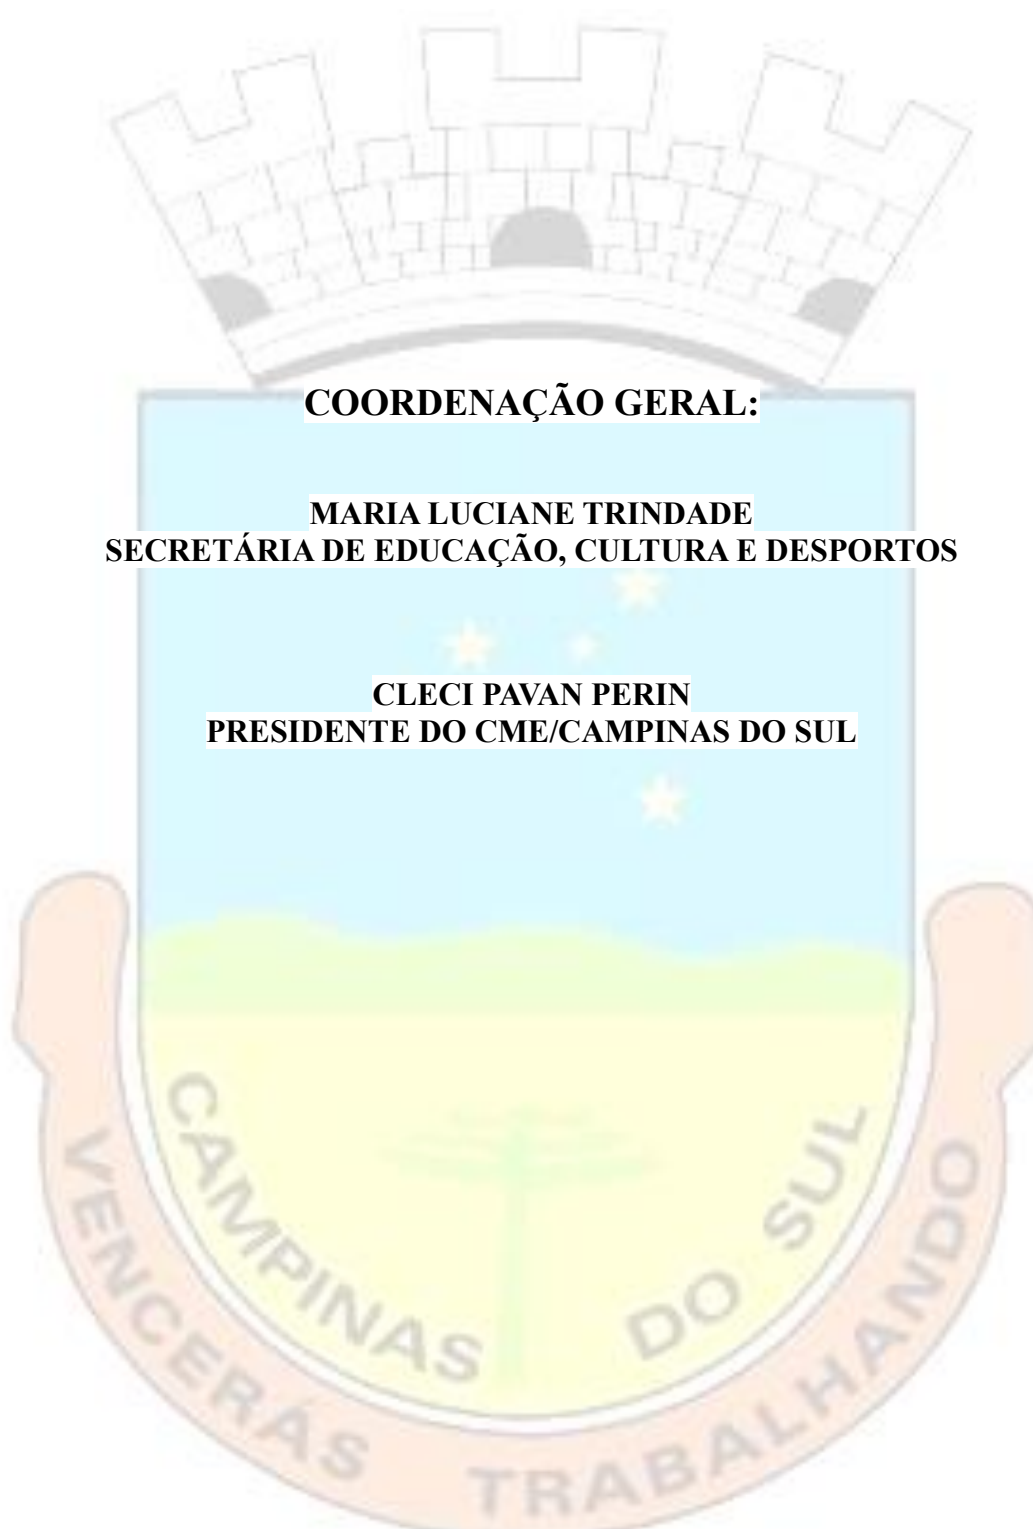 COORDENAÇÃO GERAL:
MARIA LUCIANE TRINDADE
SECRETÁRIA DE EDUCAÇÃO, CULTURA E DESPORTOS
CLECI PAVAN PERIN
PRESIDENTE DO CME/CAMPINAS DO SUL
CAMPINAS DO SUL
VENCERÁS TRABALHANDO